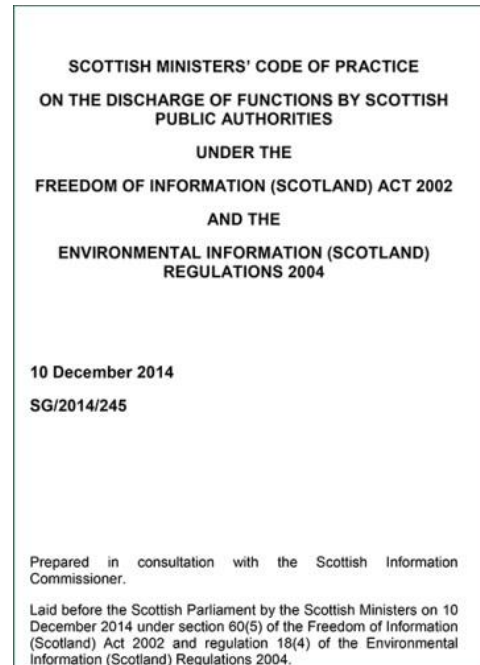 SCOTTISH MINISTERS' CODE OF PRACTICE
ON THE DISCHARGE OF FUNCTIONS BY SCOTTISH
PUBLIC AUTHORITIES
UNDER THE
FREEDOM OF INFORMATION (SCOTLAND) ACT 2002
AND THE
ENVIRONMENTAL INFORMATION (SCOTLAND)
REGULATIONS 2004
10 December 2014
SG/2014/245
Prepared in consultation with the Scottish Information
Commissioner.
Laid before the Scottish Parliament by the Scottish Ministers on 10
December 2014 under section 60(5) of the Freedom of Information
(Scotland) Act 2002 and regulation 18(4) of the Environmental
Information (Scotland) Regulations 2004.